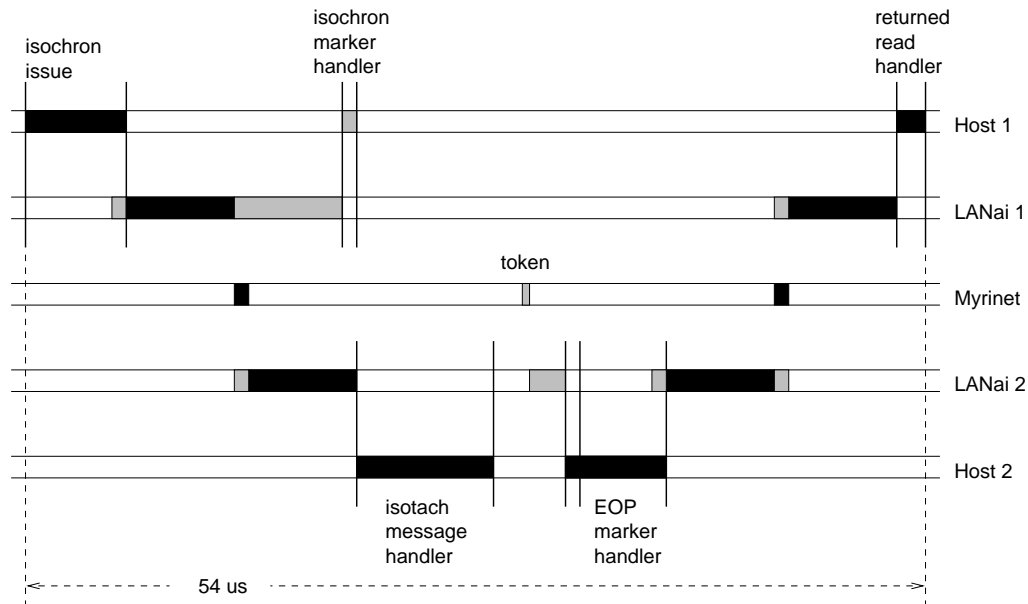 isochron
issue
isochron
marker
handler
returned
read
handler
Host 1
LANai 1
token
Myrinet
LANai 2
Host 2
isotach
message
handler
EOP
marker
handler
54 us